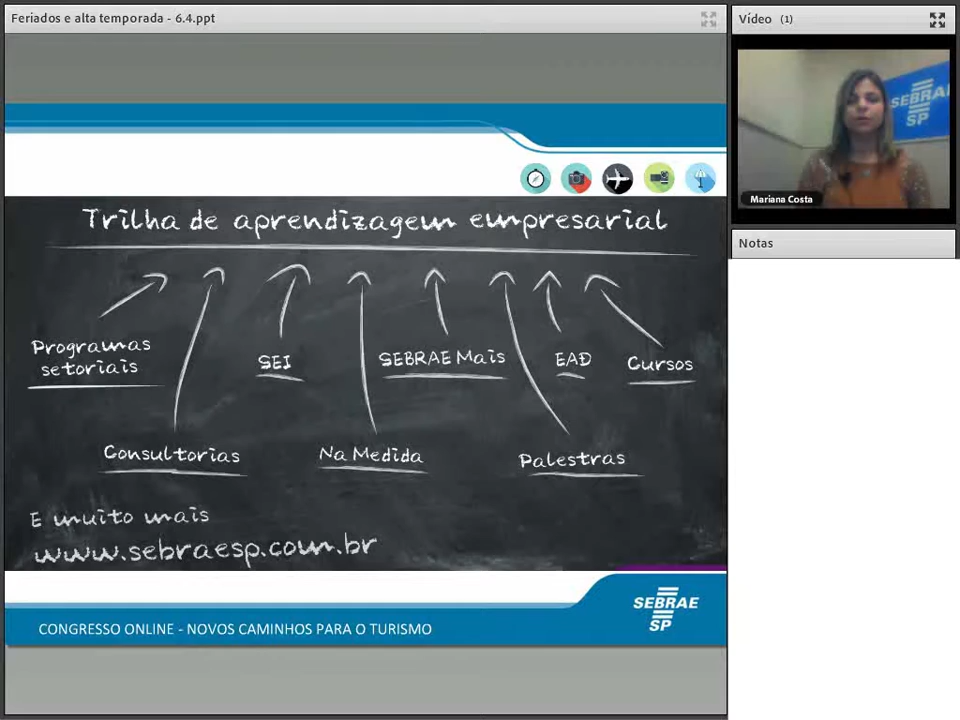 Feriados e alta temporada - 6.4.ppt
Vídeo (1)
SEBRAE
SP
Mariana Costa
Notas
Trilha de aprendizagem empresarial
Programas
setoriais
SEI
SEBRAE Mais
EAD
Cursos
Consultorias
Na Medida
Palestras
E muito mais
www.sebraesp.com.br
SEBRAE
SP
CONGRESSO ONLINE - NOVOS CAMINHOS PARA O TURISMO